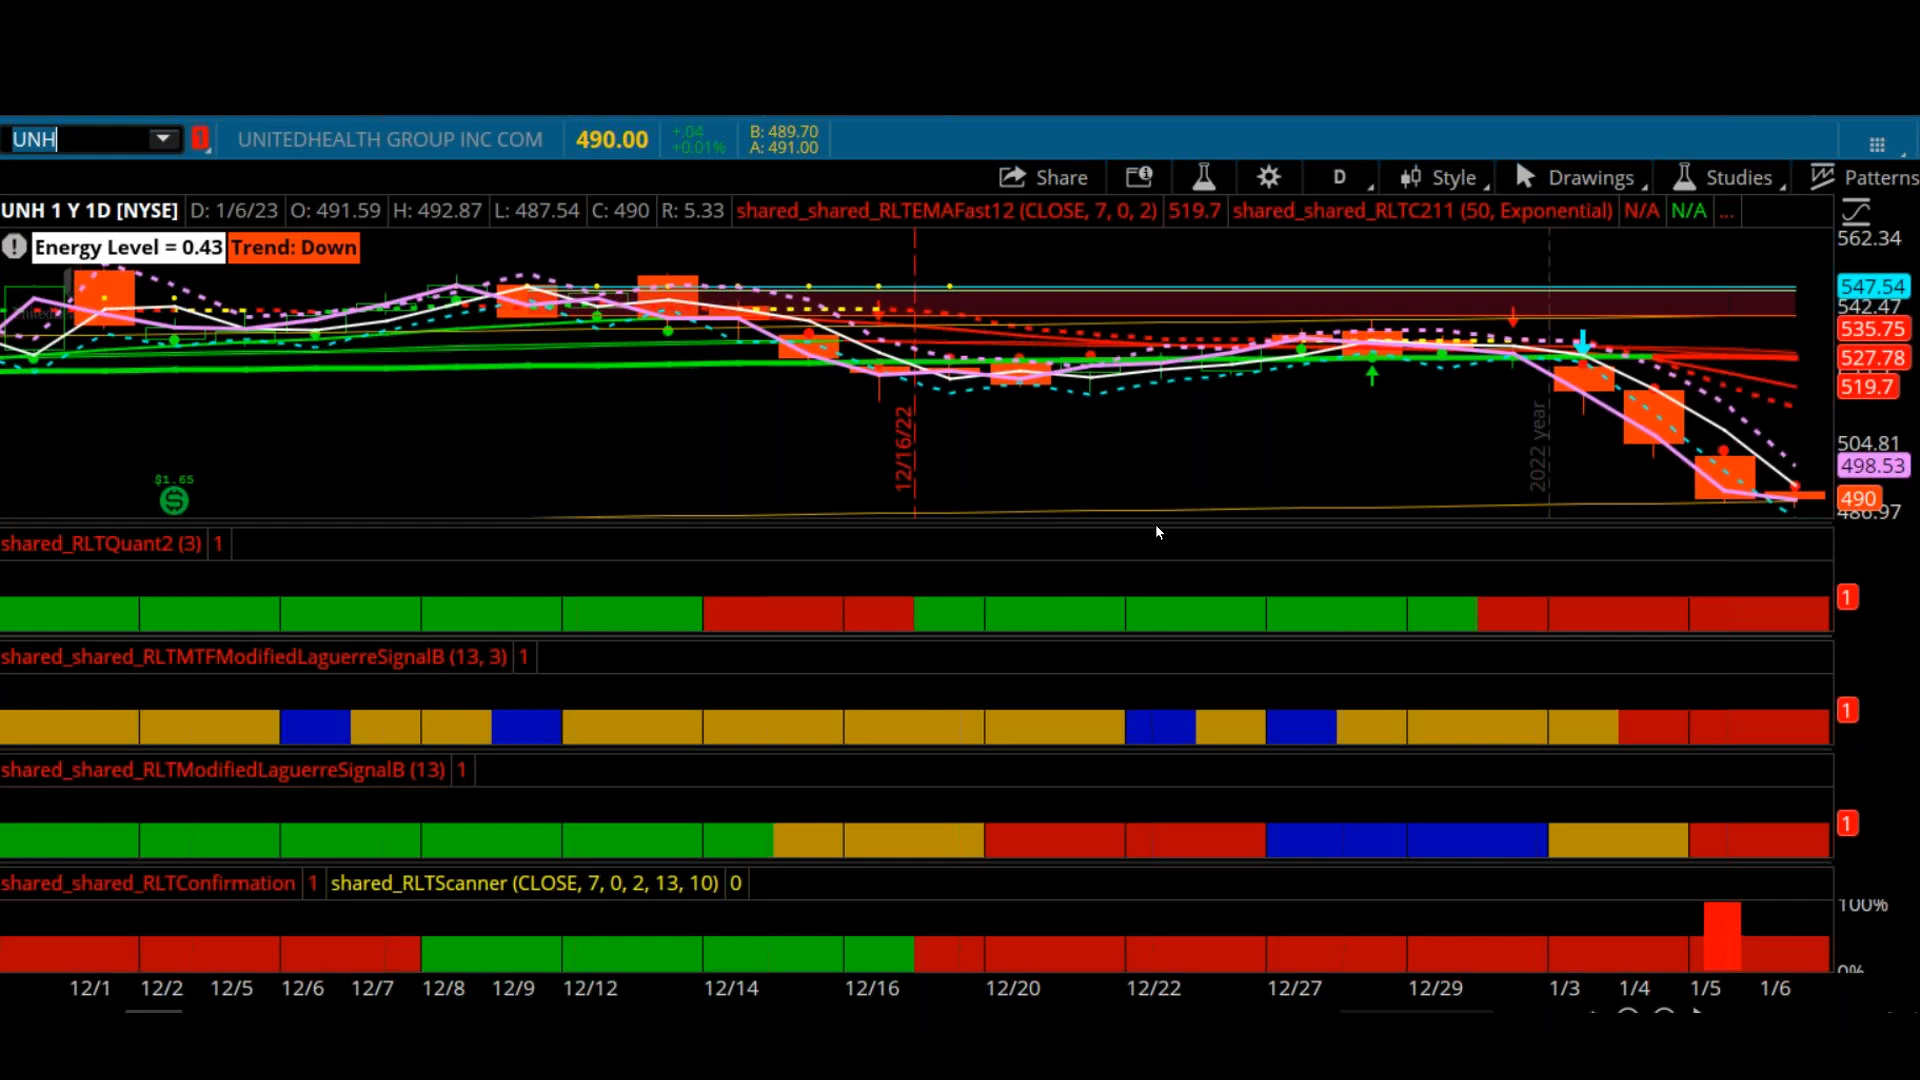 UNH
1
UNITEDHEALTH GROUP INC COM
490.00
+.04
+0.01%
B: 489.70
A: 491.00
Share
D
Style
Drawings
Studies
Patterns
UNH 1 Y 1D [NYSE] D: 1/6/23 O: 491.59 H: 492.87 L: 487.54 C: 490 R: 5.33 shared_shared_RLTEMAFast12 (CLOSE, 7, 0, 2) 519.7 shared_shared_RLTC211 (50, Exponential) N/A N/A ...
Energy Level = 0.43 Trend: Down
562.34
547.54
542.47
535.75
527.78
519.7
504.81
498.53
490
486.97
12/16/22
2022 year
$1.65
$
shared_RLTQuant2 (3) 1
1
shared_shared_RLTMTFModifiedLaguerreSignalB (13, 3) 1
1
shared_shared_RLTModifiedLaguerreSignalB (13) 1
1
shared_shared_RLTConfirmation 1 shared_RLTScanner (CLOSE, 7, 0, 2, 13, 10) 0
100%
0%
12/1 12/2 12/5 12/6 12/7 12/8 12/9 12/12 12/14 12/16 12/20 12/22 12/27 12/29 1/3 1/4 1/5 1/6